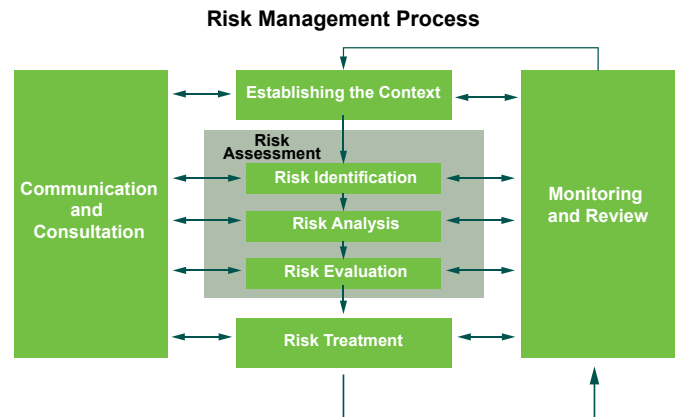 Risk Management Process
Establishing the Context
Risk
Assessment
Risk Identification
Communication
and
Consultation
Risk Analysis
Monitoring
and Review
Risk Evaluation
Risk Treatment